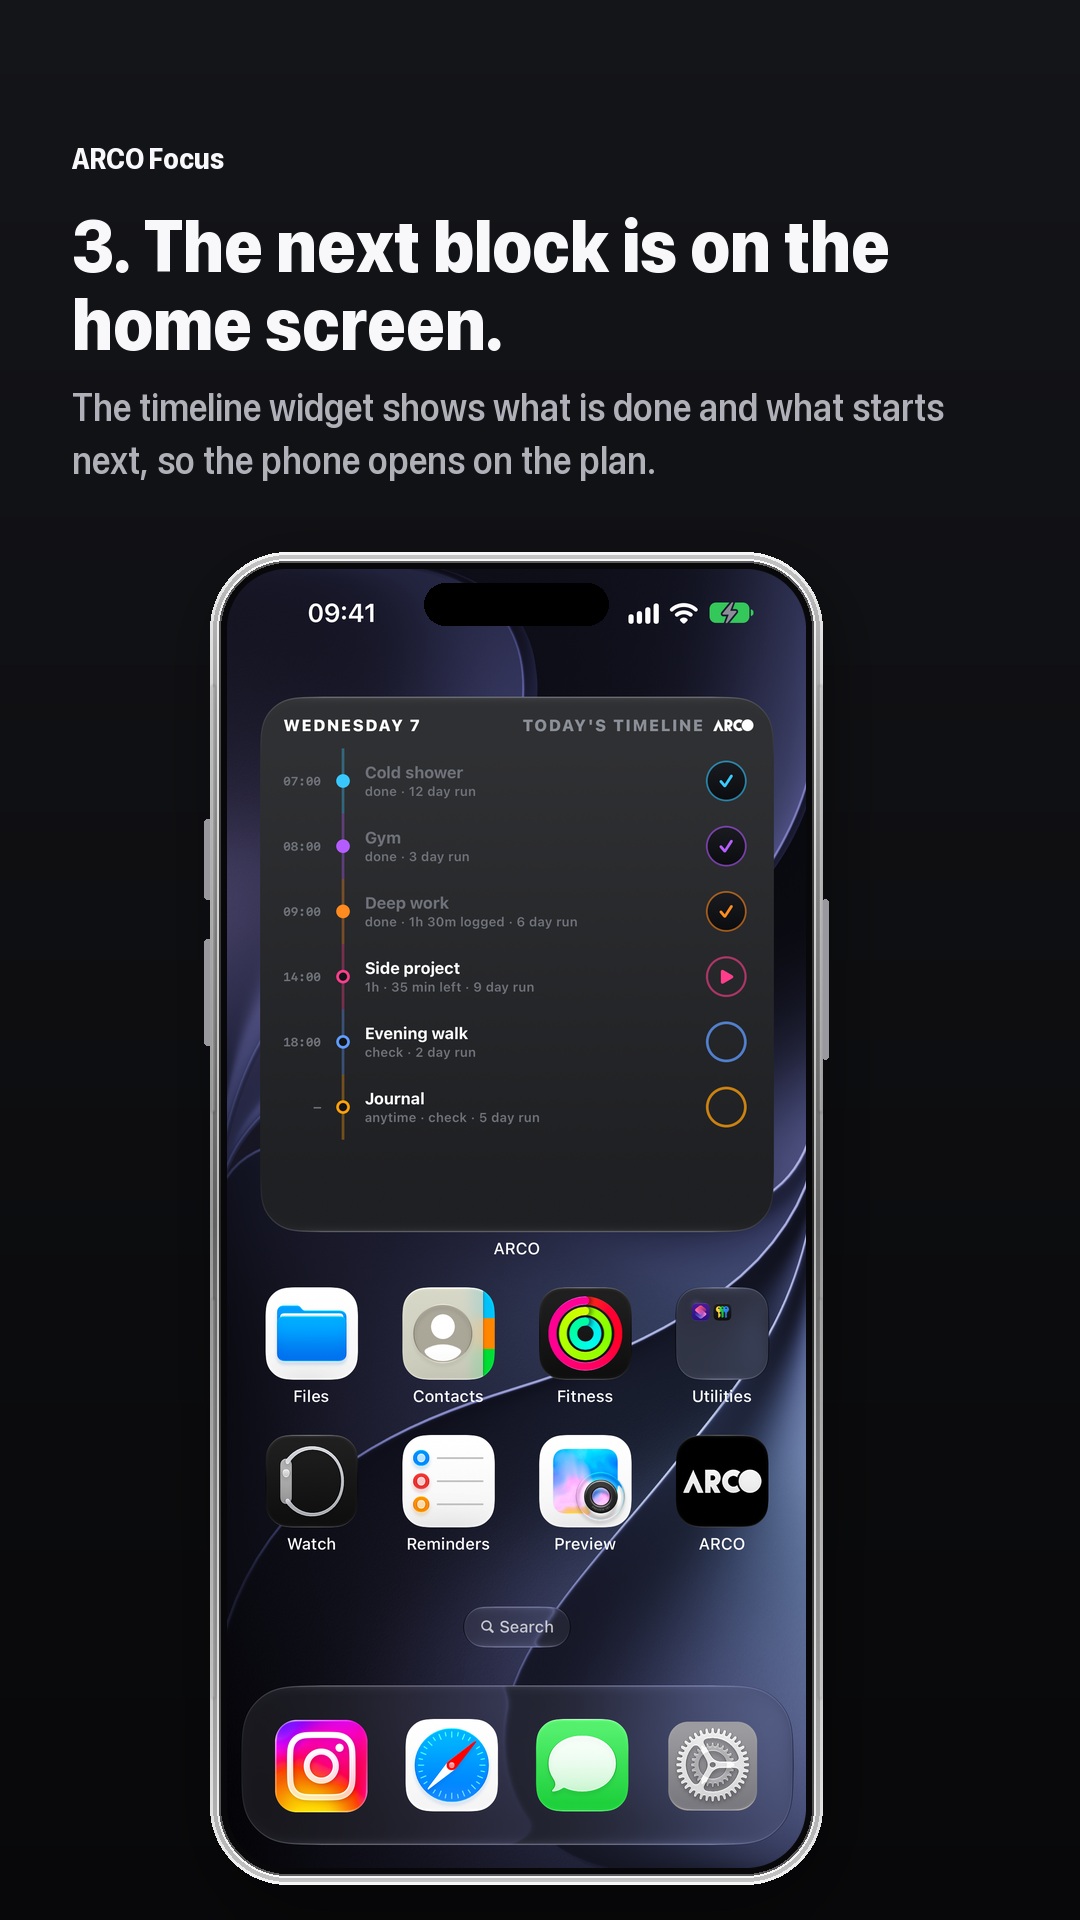 ARCO Focus
3. The next block is on the
home screen.
The timeline widget shows what is done and what starts
next, so the phone opens on the plan.
09:41
WEDNESDAY 7
TODAY'S TIMELINE ARCO
07:00
Cold shower
done · 12 day run
08:00
Gym
done · 3 day run
09:00
Deep work
done · 1h 30m logged · 6 day run
14:00
Side project
1h · 35 min left · 9 day run
18:00
Evening walk
check · 2 day run
–
Journal
anytime · check · 5 day run
ARCO
Files
Contacts
Fitness
Utilities
ARCO
Watch
Reminders
Preview
ARCO
Search